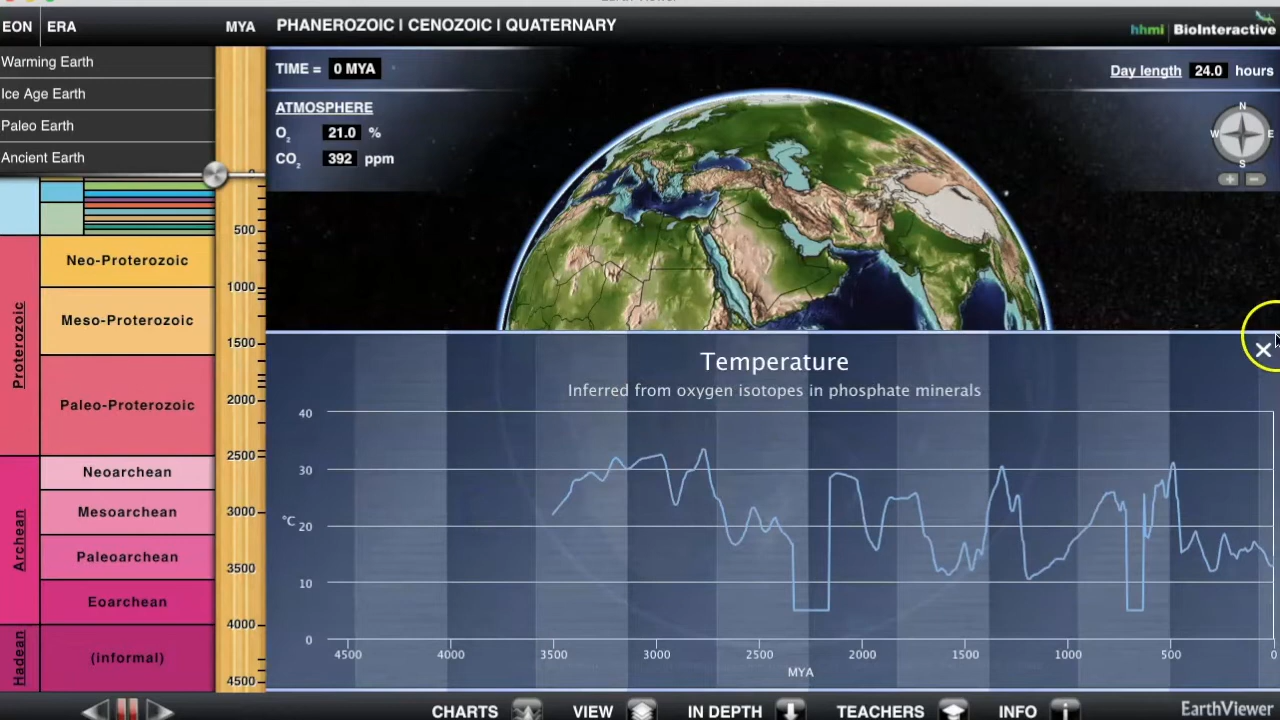 EON ERA MYA
PHANEROZOIC | CENOZOIC | QUATERNARY
hhmi | BioInteractive
Warming Earth
Ice Age Earth
Paleo Earth
Ancient Earth
TIME = 0 MYA
Day length 24.0 hours
ATMOSPHERE
O2 21.0 %
CO2 392 ppm
N
W E
S
+ −
0
500
1000
1500
2000
2500
3000
3500
4000
4500
Proterozoic
Neo-Proterozoic
Meso-Proterozoic
Paleo-Proterozoic
Archean
Neoarchean
Mesoarchean
Paleoarchean
Eoarchean
Hadean
(informal)
Temperature
Inferred from oxygen isotopes in phosphate minerals
40
30
°C 20
10
0
4500 4000 3500 3000 2500 2000 1500 1000 500 0
MYA
CHARTS VIEW IN DEPTH TEACHERS INFO i EarthViewer